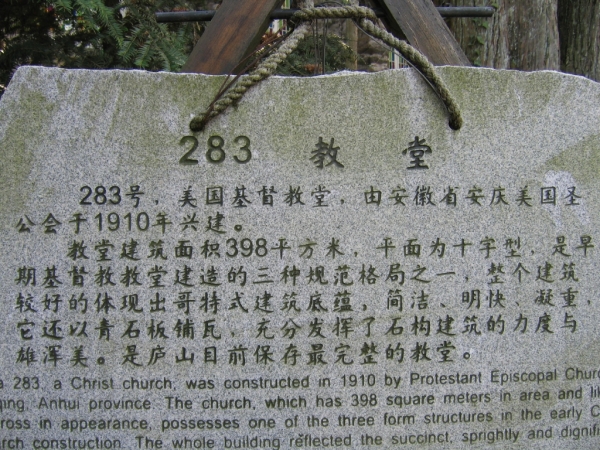 283 教 堂
283号，美国基督教堂，由安徽省安庆美国圣
公会于1910年兴建。
教堂建筑面积398平方米，平面为十字型，是早
期基督教教堂建造的三种规范格局之一，整个建筑
较好的体现出哥特式建筑底蕴，简洁、明快、凝重，
它还以青石板铺瓦，充分发挥了石构建筑的力度与
雄浑美。是庐山目前保存最完整的教堂。
a 283, a Christ church, was constructed in 1910 by Protestant Episcopal Churc
qing, Anhui province. The church, which has 398 square meters in area and lik
ross in appearance, possesses one of the three form structures in the early C
urch construction. The whole building reflected the succinct, sprightly and dignifi